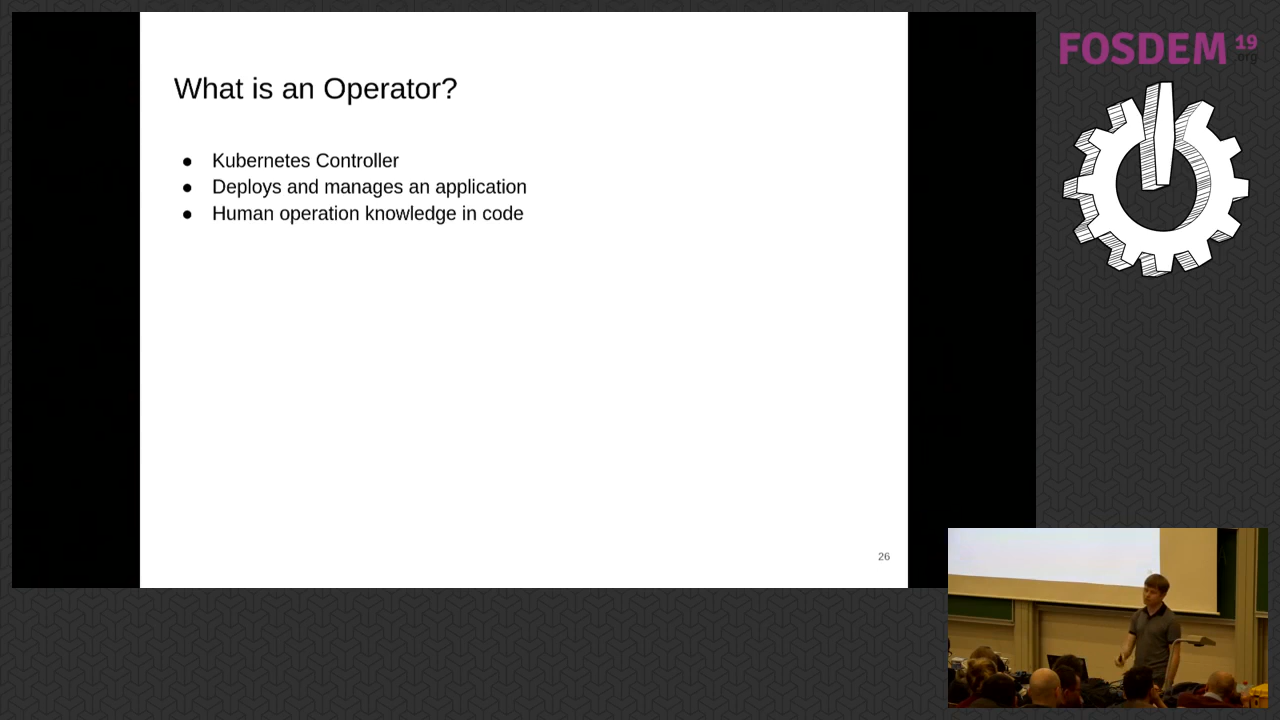 What is an Operator?
● Kubernetes Controller
● Deploys and manages an application
● Human operation knowledge in code
26
FOSDEM 19
.org